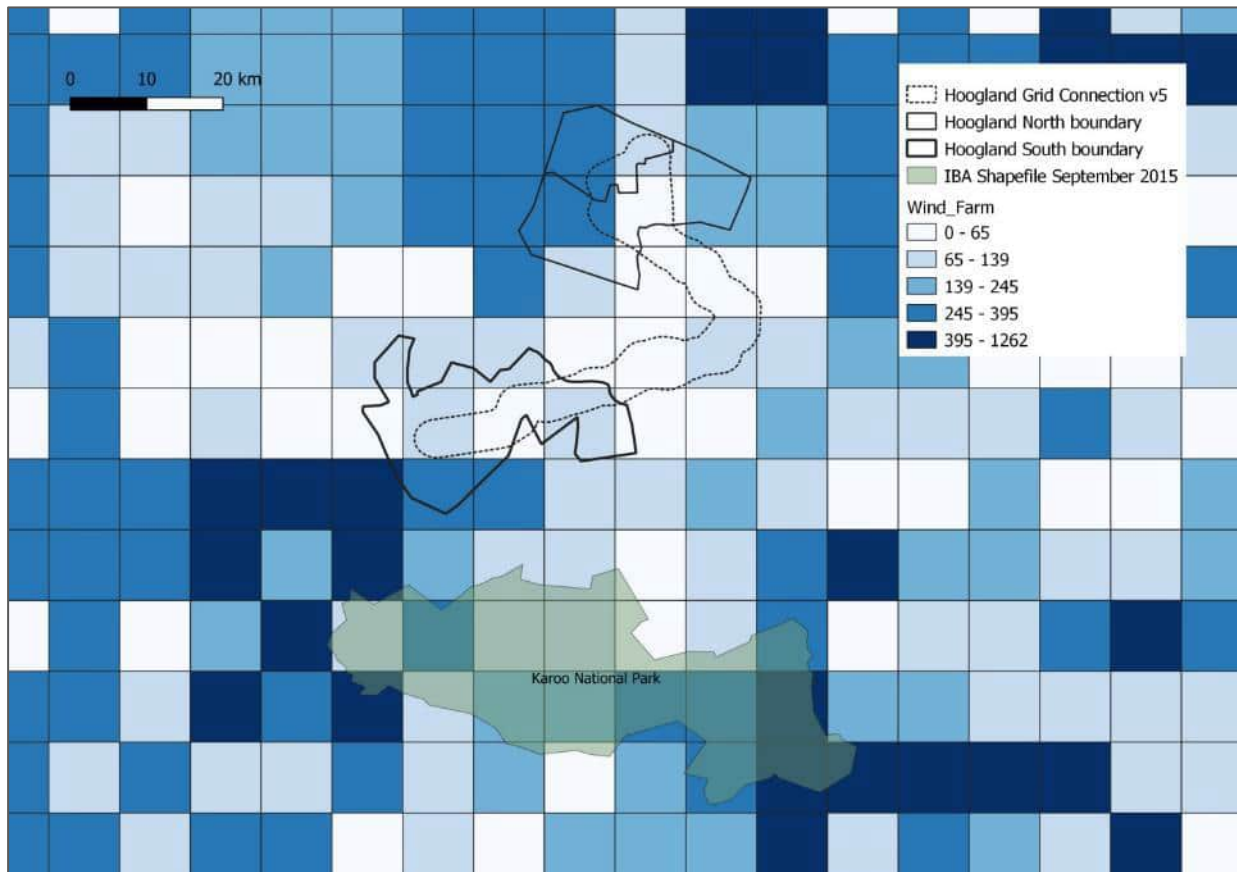 0 10 20 km
Hoogland Grid Connection v5
Hoogland North boundary
Hoogland South boundary
IBA Shapefile September 2015
Wind_Farm
0 - 65
65 - 139
139 - 245
245 - 395
395 - 1262
Karoo National Park